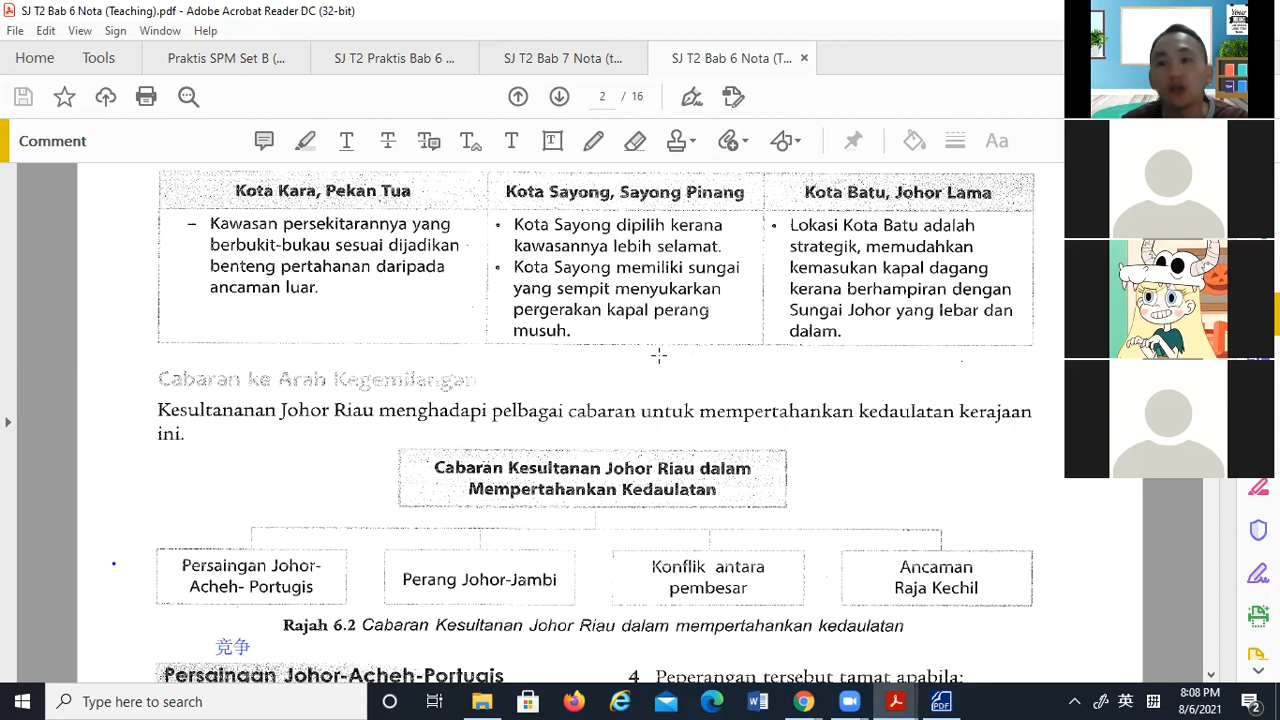 SJ T2 Bab 6 Nota (Teaching).pdf - Adobe Acrobat Reader DC (32-bit)
File Edit View Sign Window Help
Home Tools Praktis SPM Set B (... SJ T2 Praktis Bab 6 ... SJ T2 Bab 7 Nota (t... SJ T2 Bab 6 Nota (T... ×
2 / 16
Comment
Aa
Kota Kara, Pekan Tua
– Kawasan persekitarannya yang
berbukit-bukau sesuai dijadikan
benteng pertahanan daripada
ancaman luar.
Kota Sayong, Sayong Pinang
• Kota Sayong dipilih kerana
kawasannya lebih selamat.
• Kota Sayong memiliki sungai
yang sempit menyukarkan
pergerakan kapal perang
musuh.
Kota Batu, Johor Lama
• Lokasi Kota Batu adalah
strategik, memudahkan
kemasukan kapal dagang
kerana berhampiran dengan
Sungai Johor yang lebar dan
dalam.
Cabaran ke Arah Kegemilangan
Kesultananan Johor Riau menghadapi pelbagai cabaran untuk mempertahankan kedaulatan kerajaan
ini.
Cabaran Kesultanan Johor Riau dalam
Mempertahankan Kedaulatan
Persaingan Johor-
Acheh- Portugis
Perang Johor-Jambi
Konflik antara
pembesar
Ancaman
Raja Kechil
Rajah 6.2 Cabaran Kesultanan Johor Riau dalam mempertahankan kedaulatan
竞争
Persaingan Johor-Acheh-Portugis
4 Peperangan tersebut tamat apabila:
Type here to search
英 拼
8:08 PM
8/6/2021
2